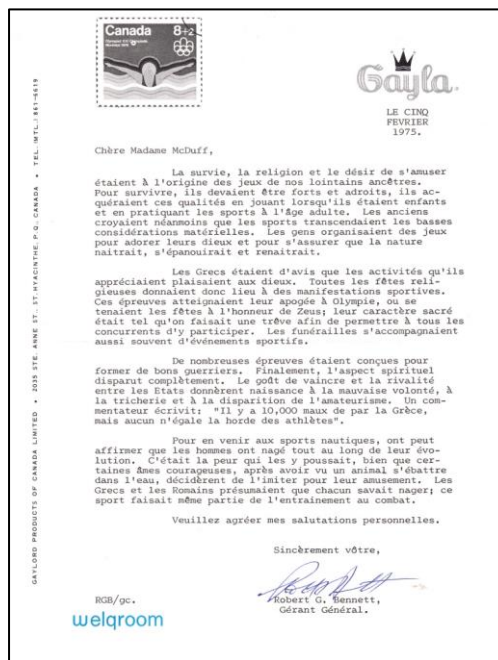 Canada
8+2
Gayla.
LE CINQ
FEVRIER
1975.
Chère Madame McDuff,
La survie, la religion et le désir de s'amuser
étaient à l'origine des jeux de nos lointains ancêtres.
Pour survivre, ils devaient être forts et adroits, ils ac-
quéraient ces qualités en jouant lorsqu'ils étaient enfants
et en pratiquant les sports à l'âge adulte. Les anciens
croyaient néanmoins que les sports transcendaient les basses
considérations matérielles. Les gens organisaient des jeux
pour adorer leurs dieux et pour s'assurer que la nature
naitrait, s'épanouirait et renaitrait.
Les Grecs étaient d'avis que les activités qu'ils
appréciaient plaisaient aux dieux. Toutes les fêtes reli-
gieuses donnaient donc lieu à des manifestations sportives.
Ces épreuves atteignaient leur apogée à Olympie, ou se
tenaient les fêtes à l'honneur de Zeus; leur caractère sacré
était tel qu'on faisait une trêve afin de permettre à tous les
concurrents d'y participer. Les funérailles s'accompagnaient
aussi souvent d'événements sportifs.
De nombreuses épreuves étaient conçues pour
former de bons guerriers. Finalement, l'aspect spirituel
disparut complètement. Le goût de vaincre et la rivalité
entre les Etats donnèrent naissance à la mauvaise volonté, à
la tricherie et à la disparition de l'amateurisme. Un com-
mentateur écrivit: "Il y a 10,000 maux de par la Grèce,
mais aucun n'égale la horde des athlètes".
Pour en venir aux sports nautiques, ont peut
affirmer que les hommes ont nagé tout au long de leur évo-
lution. C'était la peur qui les y poussait, bien que cer-
taines âmes courageuses, après avoir vu un animal s'ébattre
dans l'eau, décidèrent de l'imiter pour leur amusement. Les
Grecs et les Romains présumaient que chacun savait nager; ce
sport faisait même partie de l'entrainement au combat.
Veuillez agréer mes salutations personnelles.
Sincèrement vôtre,
Robert G. Bennett,
Gérant Général.
RGB/gc.
welqroom
GAYLORD PRODUCTS OF CANADA LIMITED • 2035 STE. ANNE ST., ST. HYACINTHE, P.Q., CANADA • TEL. (MTL.) 861-6619